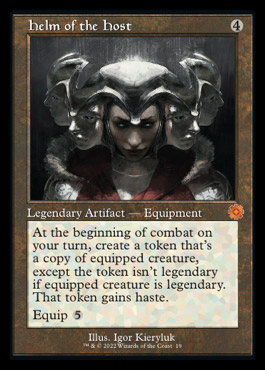 Helm of the Host 4
Legendary Artifact — Equipment
At the beginning of combat on
your turn, create a token that's
a copy of equipped creature,
except the token isn't legendary
if equipped creature is legendary.
That token gains haste.
Equip 5
Illus. Igor Kieryluk
™ & © 2022 Wizards of the Coast 19